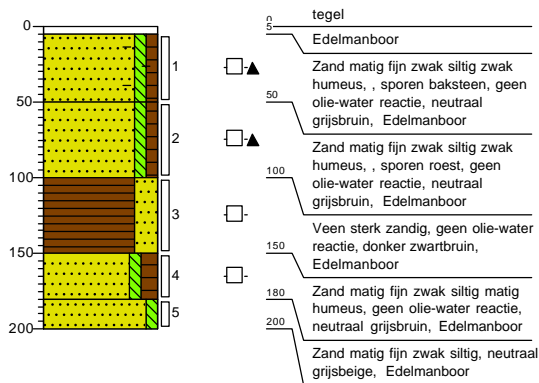 0
50
100
150
200
1
2
3
4
5
0
tegel
5
Edelmanboor
Zand matig fijn zwak siltig zwak
humeus, , sporen baksteen, geen
olie-water reactie, neutraal
grijsbruin, Edelmanboor
50
Zand matig fijn zwak siltig zwak
humeus, , sporen roest, geen
olie-water reactie, neutraal
grijsbruin, Edelmanboor
100
Veen sterk zandig, geen olie-water
reactie, donker zwartbruin,
Edelmanboor
150
Zand matig fijn zwak siltig matig
humeus, geen olie-water reactie,
neutraal grijsbruin, Edelmanboor
180
Zand matig fijn zwak siltig, neutraal
grijsbeige, Edelmanboor
200